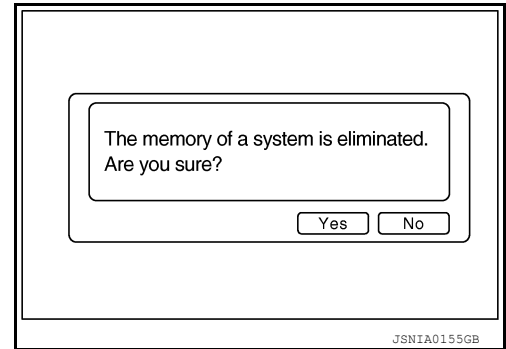 The memory of a system is eliminated.
Are you sure?
Yes No
JSNIA0155GB